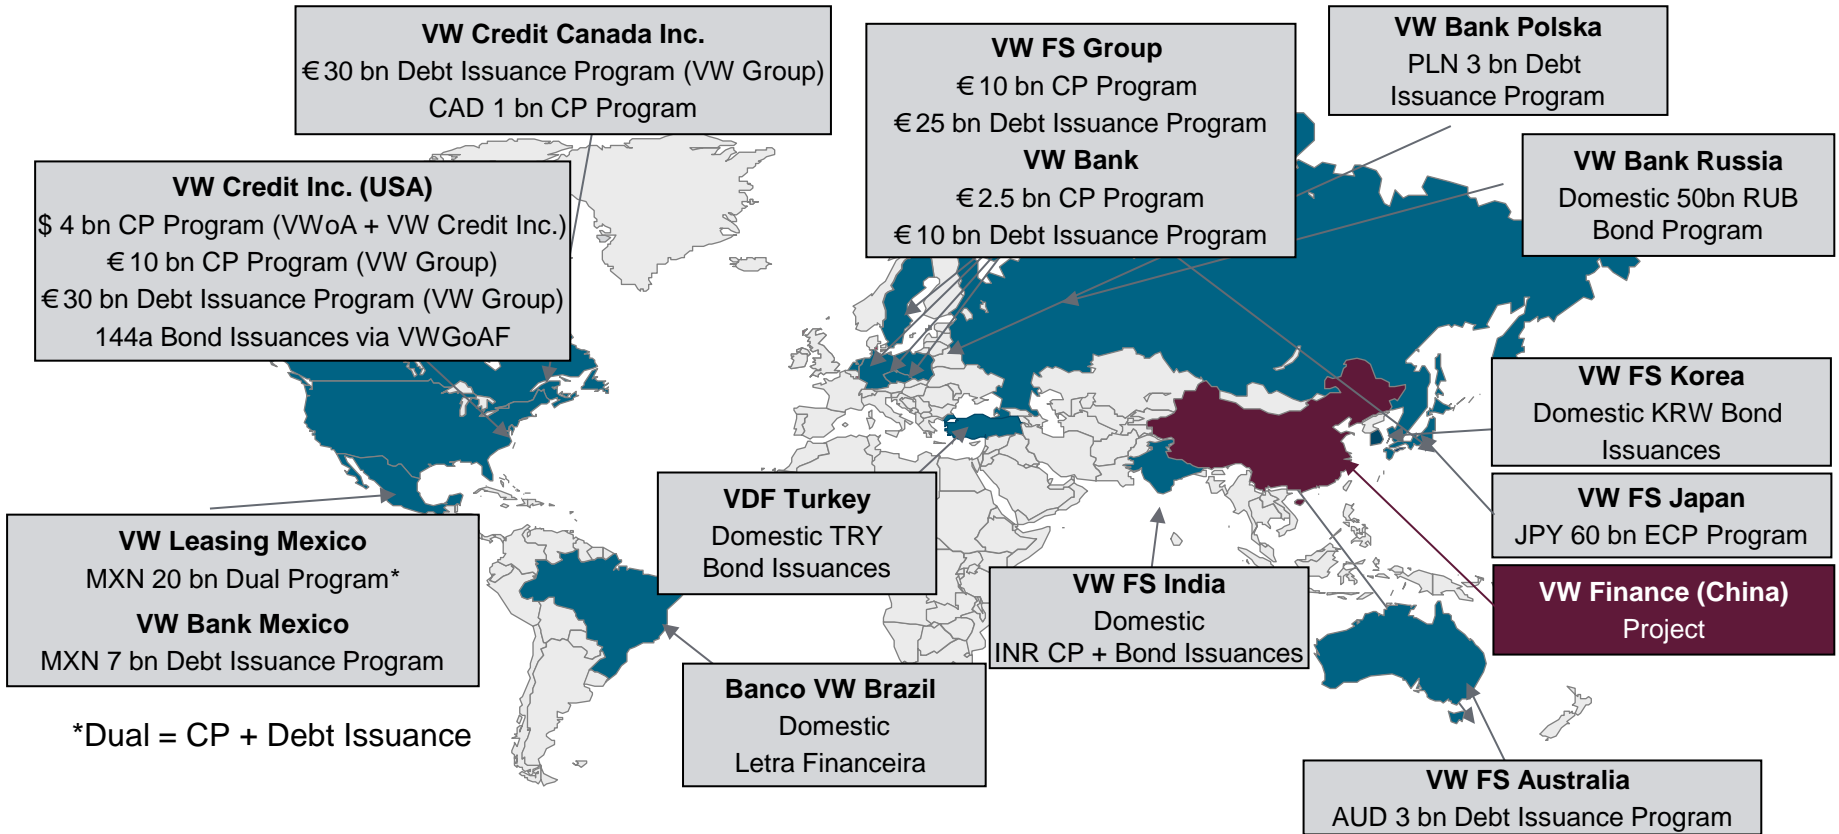 VW Credit Canada Inc.
€30 bn Debt Issuance Program (VW Group)
CAD 1 bn CP Program
VW FS Group
€10 bn CP Program
€25 bn Debt Issuance Program
VW Bank
€2.5 bn CP Program
€10 bn Debt Issuance Program
VW Bank Polska
PLN 3 bn Debt
Issuance Program
VW Bank Russia
Domestic 50bn RUB
Bond Program
VW Credit Inc. (USA)
$ 4 bn CP Program (VWoA + VW Credit Inc.)
€10 bn CP Program (VW Group)
€30 bn Debt Issuance Program (VW Group)
144a Bond Issuances via VWGoAF
VW FS Korea
Domestic KRW Bond
Issuances
VW FS Japan
JPY 60 bn ECP Program
VW Finance (China)
Project
VW Leasing Mexico
MXN 20 bn Dual Program*
VW Bank Mexico
MXN 7 bn Debt Issuance Program
VDF Turkey
Domestic TRY
Bond Issuances
VW FS India
Domestic
INR CP + Bond Issuances
Banco VW Brazil
Domestic
Letra Financeira
*Dual = CP + Debt Issuance
VW FS Australia
AUD 3 bn Debt Issuance Program